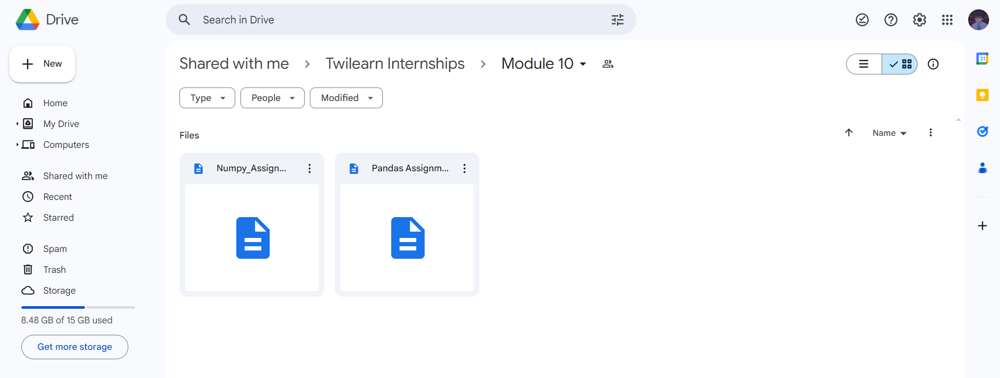 Drive
Search in Drive
New
Shared with me
Twilearn Internships
Module 10
31
Type
People
Modified
Home
My Drive
Computers
Files
Name
Numpy_Assign...
Pandas Assignm...
Shared with me
Recent
Starred
Spam
Trash
Storage
8.48 GB of 15 GB used
Get more storage